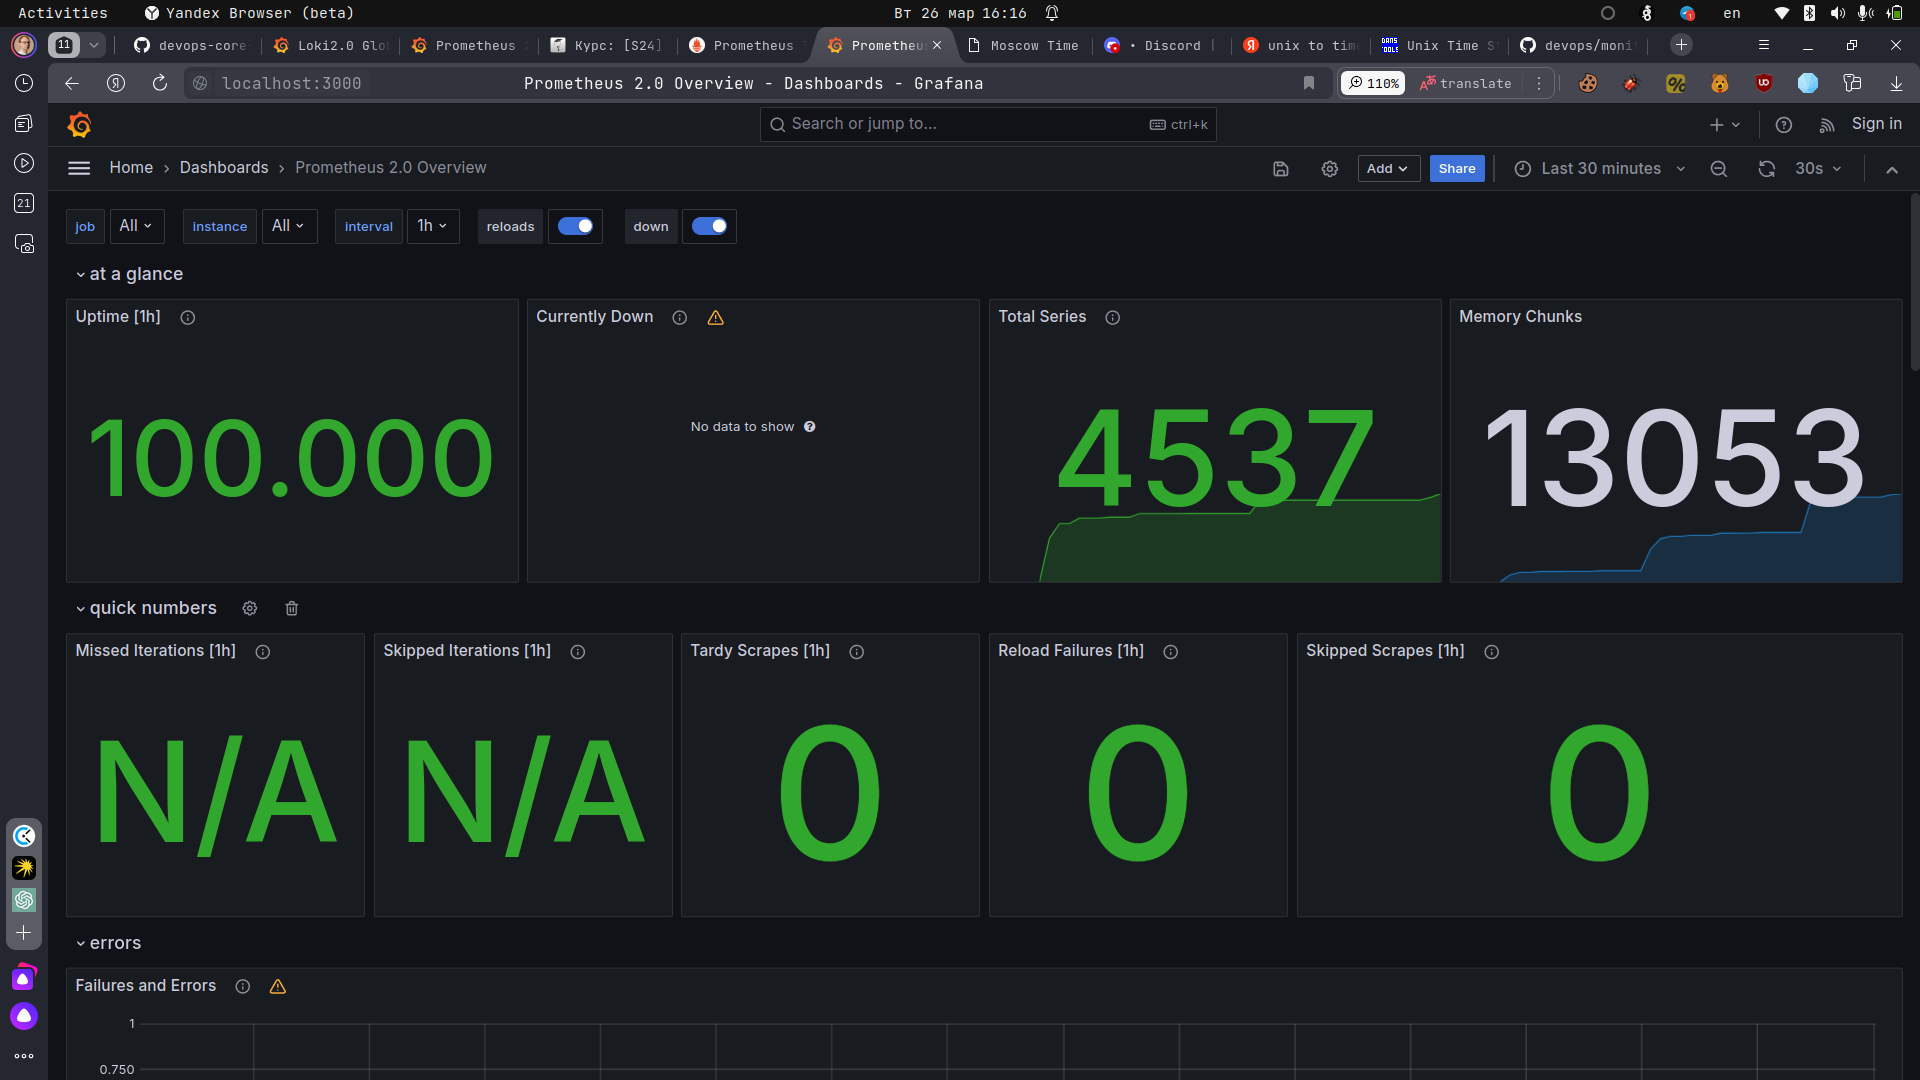 Activities
Yandex Browser (beta)
Вт 26 мар 16:16
en
11
devops-core
Loki2.0 Glo
Prometheus
Курс: [S24]
Prometheus
Prometheu
Moscow Time
• Discord |
unix to tim
Unix Time S
devops/moni
localhost:3000
Prometheus 2.0 Overview - Dashboards - Grafana
110%
translate
Search or jump to...
ctrl+k
Sign in
Home › Dashboards › Prometheus 2.0 Overview
Add
Share
Last 30 minutes
30s
21
job
All
instance
All
interval
1h
reloads
down
at a glance
Uptime [1h]
100.000
Currently Down
No data to show
Total Series
4537
Memory Chunks
13053
quick numbers
Missed Iterations [1h]
N/A
Skipped Iterations [1h]
N/A
Tardy Scrapes [1h]
0
Reload Failures [1h]
0
Skipped Scrapes [1h]
0
errors
Failures and Errors
1
0.750